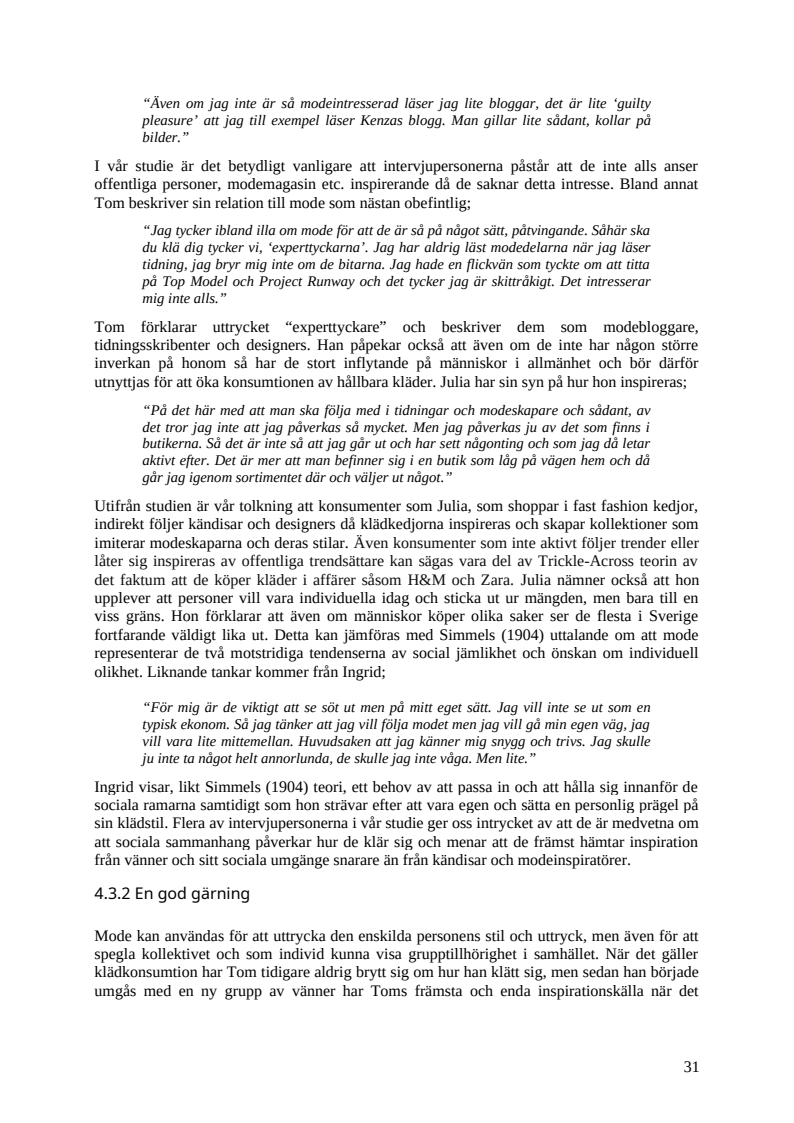 “Även om jag inte är så modeintresserad läser jag lite bloggar, det är lite ‘guilty
pleasure’ att jag till exempel läser Kenzas blogg. Man gillar lite sådant, kollar på
bilder.”
I vår studie är det betydligt vanligare att intervjupersonerna påstår att de inte alls anser
offentliga personer, modemagasin etc. inspirerande då de saknar detta intresse. Bland annat
Tom beskriver sin relation till mode som nästan obefintlig;
“Jag tycker ibland illa om mode för att de är så på något sätt, påtvingande. Såhär ska
du klä dig tycker vi, ‘experttyckarna’. Jag har aldrig läst modedelarna när jag läser
tidning, jag bryr mig inte om de bitarna. Jag hade en flickvän som tyckte om att titta
på Top Model och Project Runway och det tycker jag är skittråkigt. Det intresserar
mig inte alls.”
Tom förklarar uttrycket “experttyckare” och beskriver dem som modebloggare,
tidningsskribenter och designers. Han påpekar också att även om de inte har någon större
inverkan på honom så har de stort inflytande på människor i allmänhet och bör därför
utnyttjas för att öka konsumtionen av hållbara kläder. Julia har sin syn på hur hon inspireras;
“På det här med att man ska följa med i tidningar och modeskapare och sådant, av
det tror jag inte att jag påverkas så mycket. Men jag påverkas ju av det som finns i
butikerna. Så det är inte så att jag går ut och har sett någonting och som jag då letar
aktivt efter. Det är mer att man befinner sig i en butik som låg på vägen hem och då
går jag igenom sortimentet där och väljer ut något.”
Utifrån studien är vår tolkning att konsumenter som Julia, som shoppar i fast fashion kedjor,
indirekt följer kändisar och designers då klädkedjorna inspireras och skapar kollektioner som
imiterar modeskaparna och deras stilar. Även konsumenter som inte aktivt följer trender eller
låter sig inspireras av offentliga trendsättare kan sägas vara del av Trickle-Across teorin av
det faktum att de köper kläder i affärer såsom H&M och Zara. Julia nämner också att hon
upplever att personer vill vara individuella idag och sticka ut ur mängden, men bara till en
viss gräns. Hon förklarar att även om människor köper olika saker ser de flesta i Sverige
fortfarande väldigt lika ut. Detta kan jämföras med Simmels (1904) uttalande om att mode
representerar de två motstridiga tendenserna av social jämlikhet och önskan om individuell
olikhet. Liknande tankar kommer från Ingrid;
“För mig är de viktigt att se söt ut men på mitt eget sätt. Jag vill inte se ut som en
typisk ekonom. Så jag tänker att jag vill följa modet men jag vill gå min egen väg, jag
vill vara lite mittemellan. Huvudsaken att jag känner mig snygg och trivs. Jag skulle
ju inte ta något helt annorlunda, de skulle jag inte våga. Men lite.”
Ingrid visar, likt Simmels (1904) teori, ett behov av att passa in och att hålla sig innanför de
sociala ramarna samtidigt som hon strävar efter att vara egen och sätta en personlig prägel på
sin klädstil. Flera av intervjupersonerna i vår studie ger oss intrycket av att de är medvetna om
att sociala sammanhang påverkar hur de klär sig och menar att de främst hämtar inspiration
från vänner och sitt sociala umgänge snarare än från kändisar och modeinspiratörer.
4.3.2 En god gärning
Mode kan användas för att uttrycka den enskilda personens stil och uttryck, men även för att
spegla kollektivet och som individ kunna visa grupptillhörighet i samhället. När det gäller
klädkonsumtion har Tom tidigare aldrig brytt sig om hur han klätt sig, men sedan han började
umgås med en ny grupp av vänner har Toms främsta och enda inspirationskälla när det
31